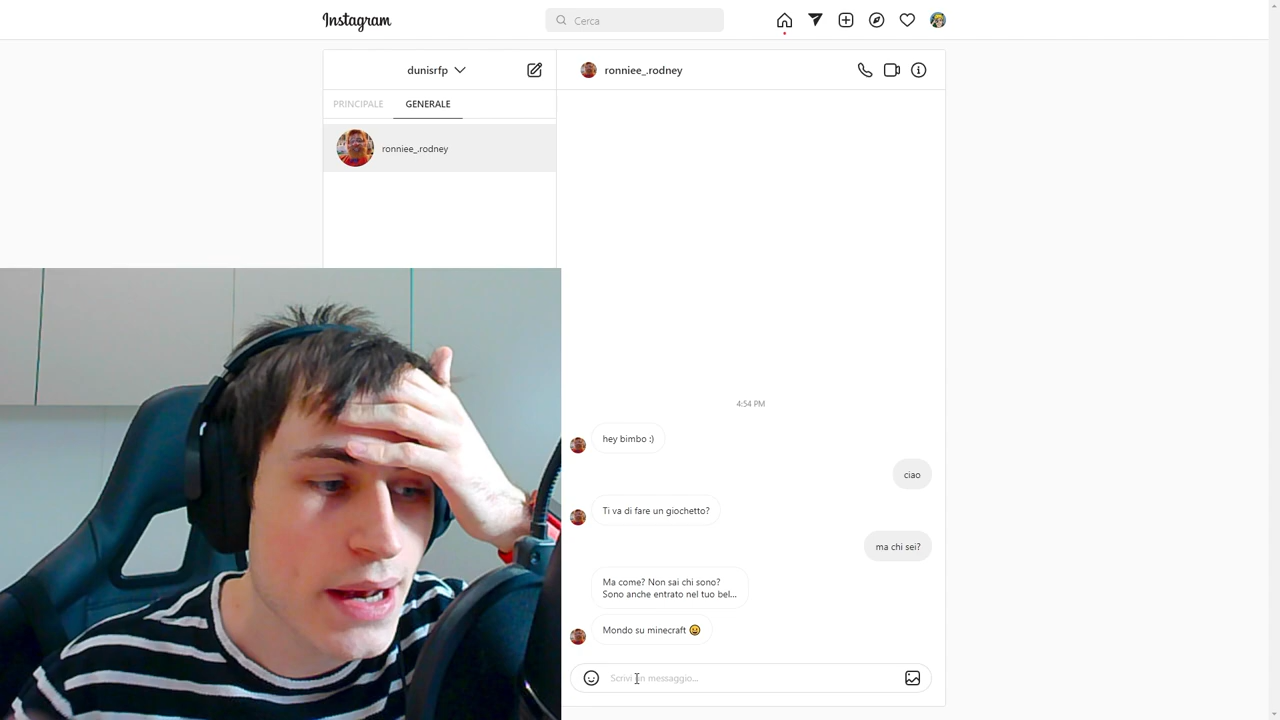 Instagram
Cerca
dunisrfp
ronniee_.rodney
PRINCIPALE
GENERALE
ronniee_.rodney
4:54 PM
hey bimbo :)
ciao
Ti va di fare un giochetto?
ma chi sei?
Ma come? Non sai chi sono?
Sono anche entrato nel tuo bel...
Mondo su minecraft 😀
Scrivi un messaggio...